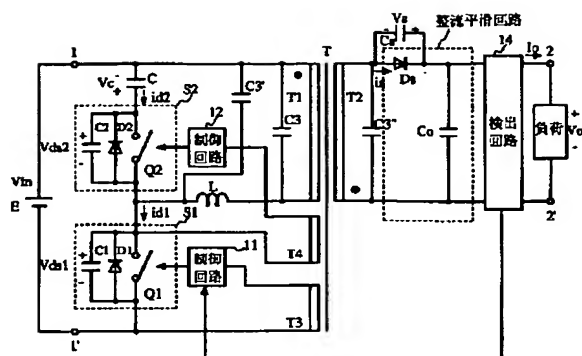 整流平滑回路
Vs
1
T
14
Io
2
Cs
C
Vc
-
+
id2
S2
C3'
T1
T2
is
Ds
12
C2
D2
制御
回路
C3
C3"
Co
検出
回路
負荷
+
Vo
-
Vds2
+
-
Q2
Vin
E
L
2'
id1
S1
11
T4
C1
D1
制御
回路
Vds1
+
-
Q1
T3
1'